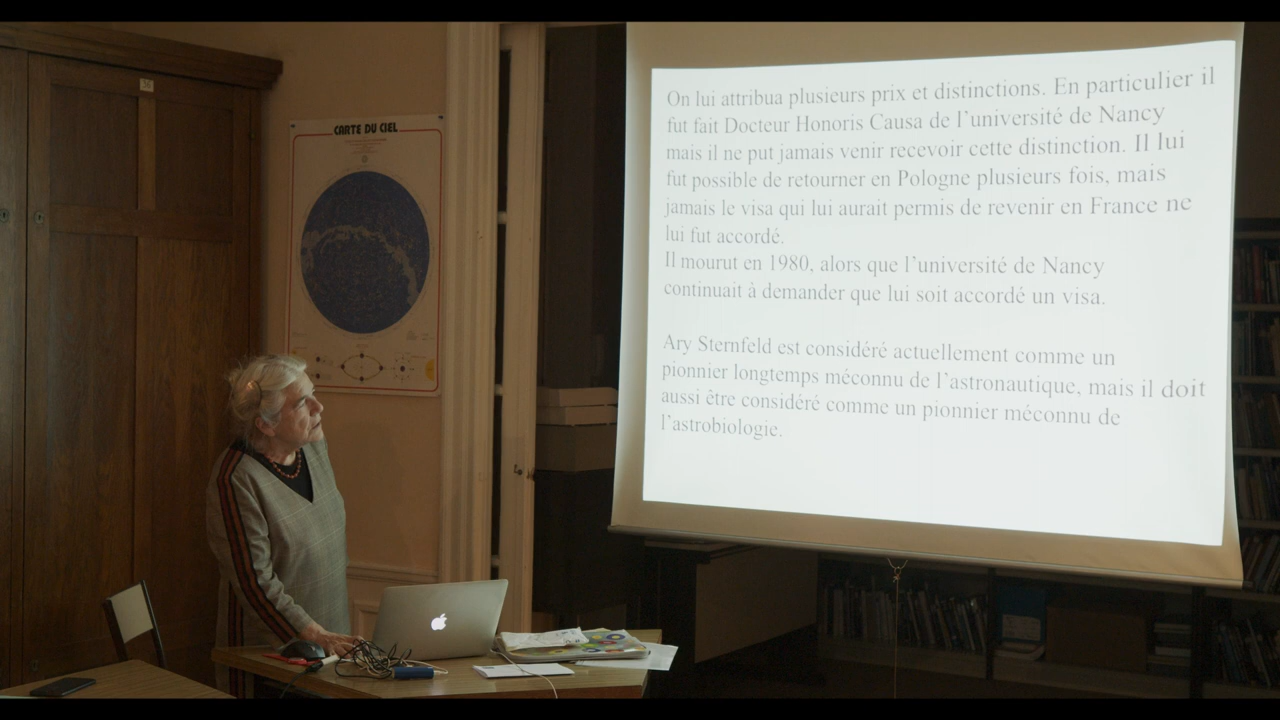 36
CARTE DU CIEL
On lui attribua plusieurs prix et distinctions. En particulier il
fut fait Docteur Honoris Causa de l'université de Nancy
mais il ne put jamais venir recevoir cette distinction. Il lui
fut possible de retourner en Pologne plusieurs fois, mais
jamais le visa qui lui aurait permis de revenir en France ne
lui fut accordé.
Il mourut en 1980, alors que l'université de Nancy
continuait à demander que lui soit accordé un visa.
Ary Sternfeld est considéré actuellement comme un
pionnier longtemps méconnu de l'astronautique, mais il doit
aussi être considéré comme un pionnier méconnu de
l'astrobiologie.